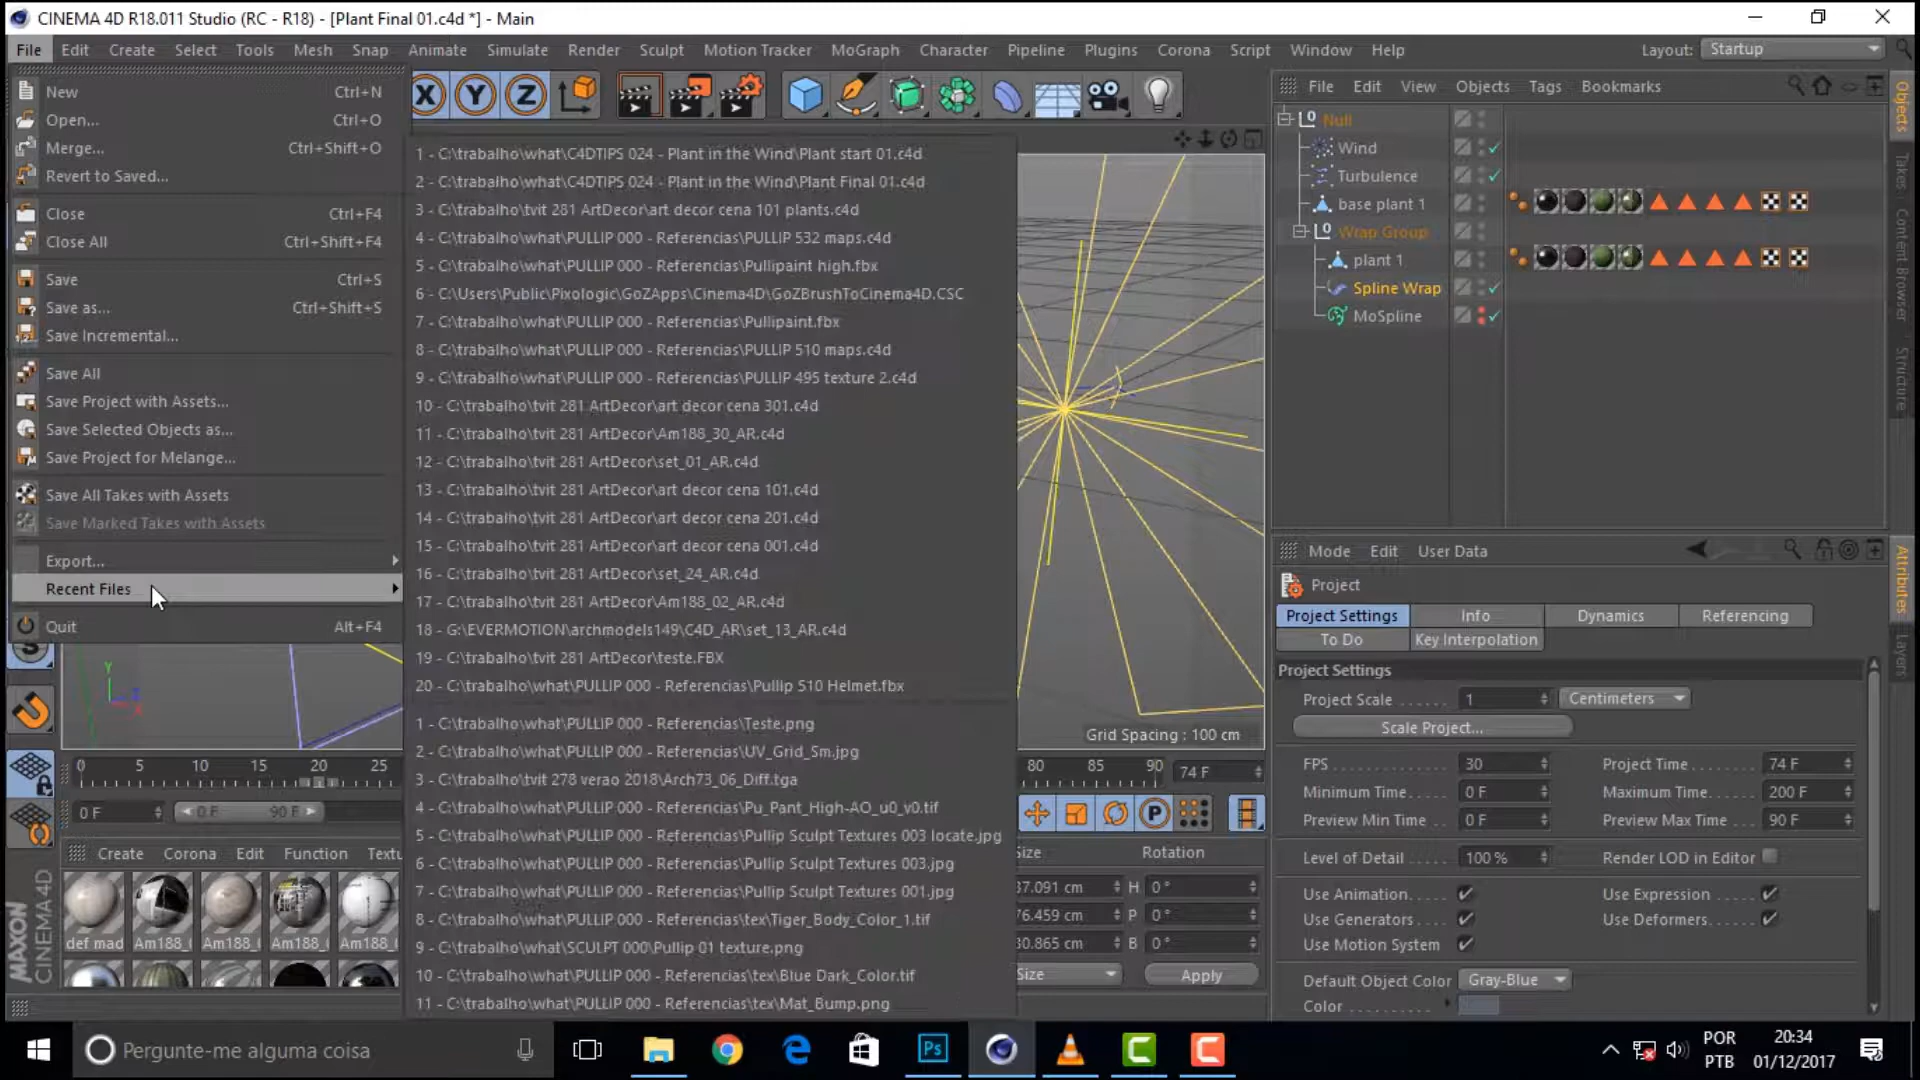 CINEMA 4D R18.011 Studio (RC - R18) - [Plant Final 01.c4d *] - Main
File Edit Create Select Tools Mesh Snap Animate Simulate Render Sculpt Motion Tracker MoGraph Character Pipeline Plugins Corona Script Window Help Layout: Startup
New Ctrl+N
Open... Ctrl+O
Merge... Ctrl+Shift+O
Revert to Saved...
Close Ctrl+F4
Close All Ctrl+Shift+F4
Save Ctrl+S
Save as... Ctrl+Shift+S
Save Incremental...
Save All
Save Project with Assets...
Save Selected Objects as...
Save Project for Melange...
Save All Takes with Assets
Save Marked Takes with Assets
Export...
Recent Files
Quit Alt+F4
X Y Z
1 - C:\trabalho\what\C4DTIPS 024 - Plant in the Wind\Plant start 01.c4d
2 - C:\trabalho\what\C4DTIPS 024 - Plant in the Wind\Plant Final 01.c4d
3 - C:\trabalho\tvit 281 ArtDecor\art decor cena 101 plants.c4d
4 - C:\trabalho\what\PULLIP 000 - Referencias\PULLIP 532 maps.c4d
5 - C:\trabalho\what\PULLIP 000 - Referencias\Pullipaint high.fbx
6 - C:\Users\Public\Pixologic\GoZApps\Cinema4D\GoZBrushToCinema4D.CSC
7 - C:\trabalho\what\PULLIP 000 - Referencias\Pullipaint.fbx
8 - C:\trabalho\what\PULLIP 000 - Referencias\PULLIP 510 maps.c4d
9 - C:\trabalho\what\PULLIP 000 - Referencias\PULLIP 495 texture 2.c4d
10 - C:\trabalho\tvit 281 ArtDecor\art decor cena 301.c4d
11 - C:\trabalho\tvit 281 ArtDecor\Am188_30_AR.c4d
12 - C:\trabalho\tvit 281 ArtDecor\set_01_AR.c4d
13 - C:\trabalho\tvit 281 ArtDecor\art decor cena 101.c4d
14 - C:\trabalho\tvit 281 ArtDecor\art decor cena 201.c4d
15 - C:\trabalho\tvit 281 ArtDecor\art decor cena 001.c4d
16 - C:\trabalho\tvit 281 ArtDecor\set_24_AR.c4d
17 - C:\trabalho\tvit 281 ArtDecor\Am188_02_AR.c4d
18 - G:\EVERMOTION\archmodels149\C4D_AR\set_13_AR.c4d
19 - C:\trabalho\tvit 281 ArtDecor\teste.FBX
20 - C:\trabalho\what\PULLIP 000 - Referencias\Pullip 510 Helmet.fbx
1 - C:\trabalho\what\PULLIP 000 - Referencias\Teste.png
2 - C:\trabalho\what\PULLIP 000 - Referencias\UV_Grid_Sm.jpg
3 - C:\trabalho\tvit 278 verao 2018\Arch73_06_Diff.tga
4 - C:\trabalho\what\PULLIP 000 - Referencias\Pu_Pant_High-AO_u0_v0.tif
5 - C:\trabalho\what\PULLIP 000 - Referencias\Pullip Sculpt Textures 003 locate.jpg
6 - C:\trabalho\what\PULLIP 000 - Referencias\Pullip Sculpt Textures 003.jpg
7 - C:\trabalho\what\PULLIP 000 - Referencias\Pullip Sculpt Textures 001.jpg
8 - C:\trabalho\what\PULLIP 000 - Referencias\tex\Tiger_Body_Color_1.tif
9 - C:\trabalho\what\SCULPT 000\Pullip 01 texture.png
10 - C:\trabalho\what\PULLIP 000 - Referencias\tex\Blue Dark_Color.tif
11 - C:\trabalho\what\PULLIP 000 - Referencias\tex\Mat_Bump.png
Grid Spacing : 100 cm
Y
Z
X
0 5 10 15 20 25
80 85 90 74 F
0 F 0 F 90 F
P
Create Corona Edit Function Textu
def mad Am188_ Am188_ Am188_ Am188_
MAXON
CINEMA4D
Size Rotation
37.091 cm H 0 °
76.459 cm P 0 °
30.865 cm B 0 °
Size Apply
File Edit View Objects Tags Bookmarks
Null
Wind
Turbulence
base plant 1
Wrap Group
plant 1
Spline Wrap
MoSpline
Objects
Takes
Content Browser
Structure
Mode Edit User Data
Project
Project Settings Info Dynamics Referencing
To Do Key Interpolation
Project Settings
Project Scale 1 Centimeters
Scale Project...
FPS 30 Project Time 74 F
Minimum Time 0 F Maximum Time 200 F
Preview Min Time 0 F Preview Max Time 90 F
Level of Detail 100 % Render LOD in Editor
Use Animation Use Expression
Use Generators Use Deformers
Use Motion System
Default Object Color Gray-Blue
Color
Attributes
Layers
Pergunte-me alguma coisa
Ps
C
C
POR
PTB
20:34
01/12/2017